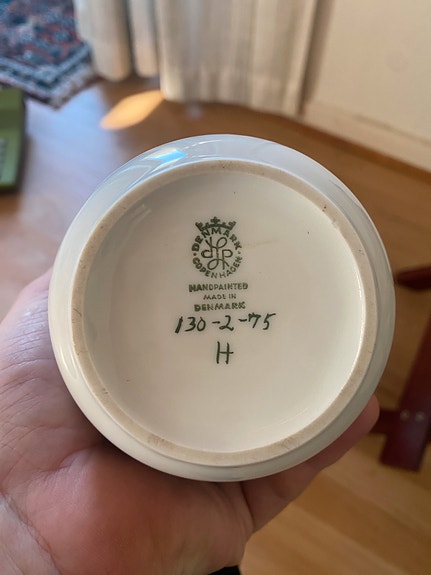 DENMARK
COPENHAGEN
HANDPAINTED
MADE IN
DENMARK
130-2-75
H